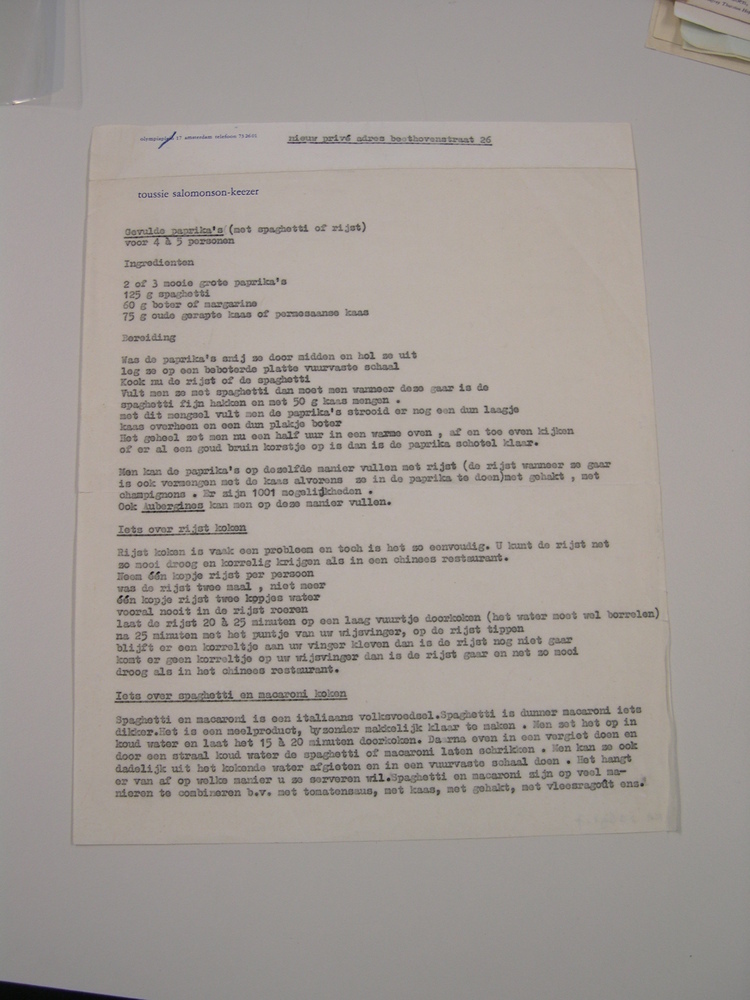 17 amsterdam telefoon
nieuw privé adres beethovenstraat 26
toussie salomonson-keezer
Gevulde paprika's (met spaghetti of rijst)
voor 4 à 5 personen
Ingredienten
2 of 3 mooie grote paprika's
125 g spaghetti
60 g boter of margarine
75 g oude gerapte kaas of permesaanse kaas
Bereiding
Was de paprika's snij ze door midden en hol ze uit
leg ze op een beboterde platte vuurvaste schaal
Kook nu de rijst of de spaghetti
Vult men ze met spaghetti dan moet men wanneer deze gaar is de
spaghetti fijn hakken en met 50 g kaas mengen .
met dit mengsel vult men de paprika's strooid er nog een dun laagje
kaas overheen en een dun plakje boter
Het geheel zet men nu een half uur in een warme oven , af en toe even kijken
of er al een goud bruin korstje op is dan is de paprika schotel klaar.
Men kan de paprika's op dezelfde manier vullen met rijst (de rijst wanneer ze gaar
is ook vermengen met de kaas alvorens ze in de paprika te doen)met gehakt , met
champignons . Er zijn 1001 mogelijkheden .
Ook Aubergines kan men op deze manier vullen.
Iets over rijst koken
Rijst koken is vaak een probleem en toch is het zo eenvoudig. U kunt de rijst net
zo mooi droog en korrelig krijgen als in een chinees restaurant.
Neem één kopje rijst per persoon
was de rijst twee maal , niet meer
één kopje rijst twee kopjes water
vooral nooit in de rijst roeren
laat de rijst 20 à 25 minuten op een laag vuurtje doorkoken (het water moet wel borrelen)
na 25 minuten met het puntje van uw wijsvinger, op de rijst tippen
blijft er een korreltje aan uw vinger kleven dan is de rijst nog niet gaar
komt er geen korreltje op uw wijsvinger dan is de rijst gaar en net zo mooi
droog als in het chinees restaurant.
Iets over spaghetti en macaroni koken
Spaghetti en macaroni is een italiaans volksvoedsel.Spaghetti is dunner macaroni iets
dikker.Het is een meelproduct, byzonder makkelijk klaar te maken . Men zet het op in
koud water en laat het 15 à 20 minuten doorkoken. Daarna even in een vergiet doen en
door een straal koud water de spaghetti of macaroni laten schrikken . Men kan ze ook
dadelijk uit het kokende water afgieten en in een vuurvaste schaal doen . Het hangt
er van af op welke manier u ze serveren wil.Spaghetti en macaroni zijn op veel ma-
nieren te combineren b.v. met tomatensaus, met kaas, met gehakt, met vleesragoût enz.